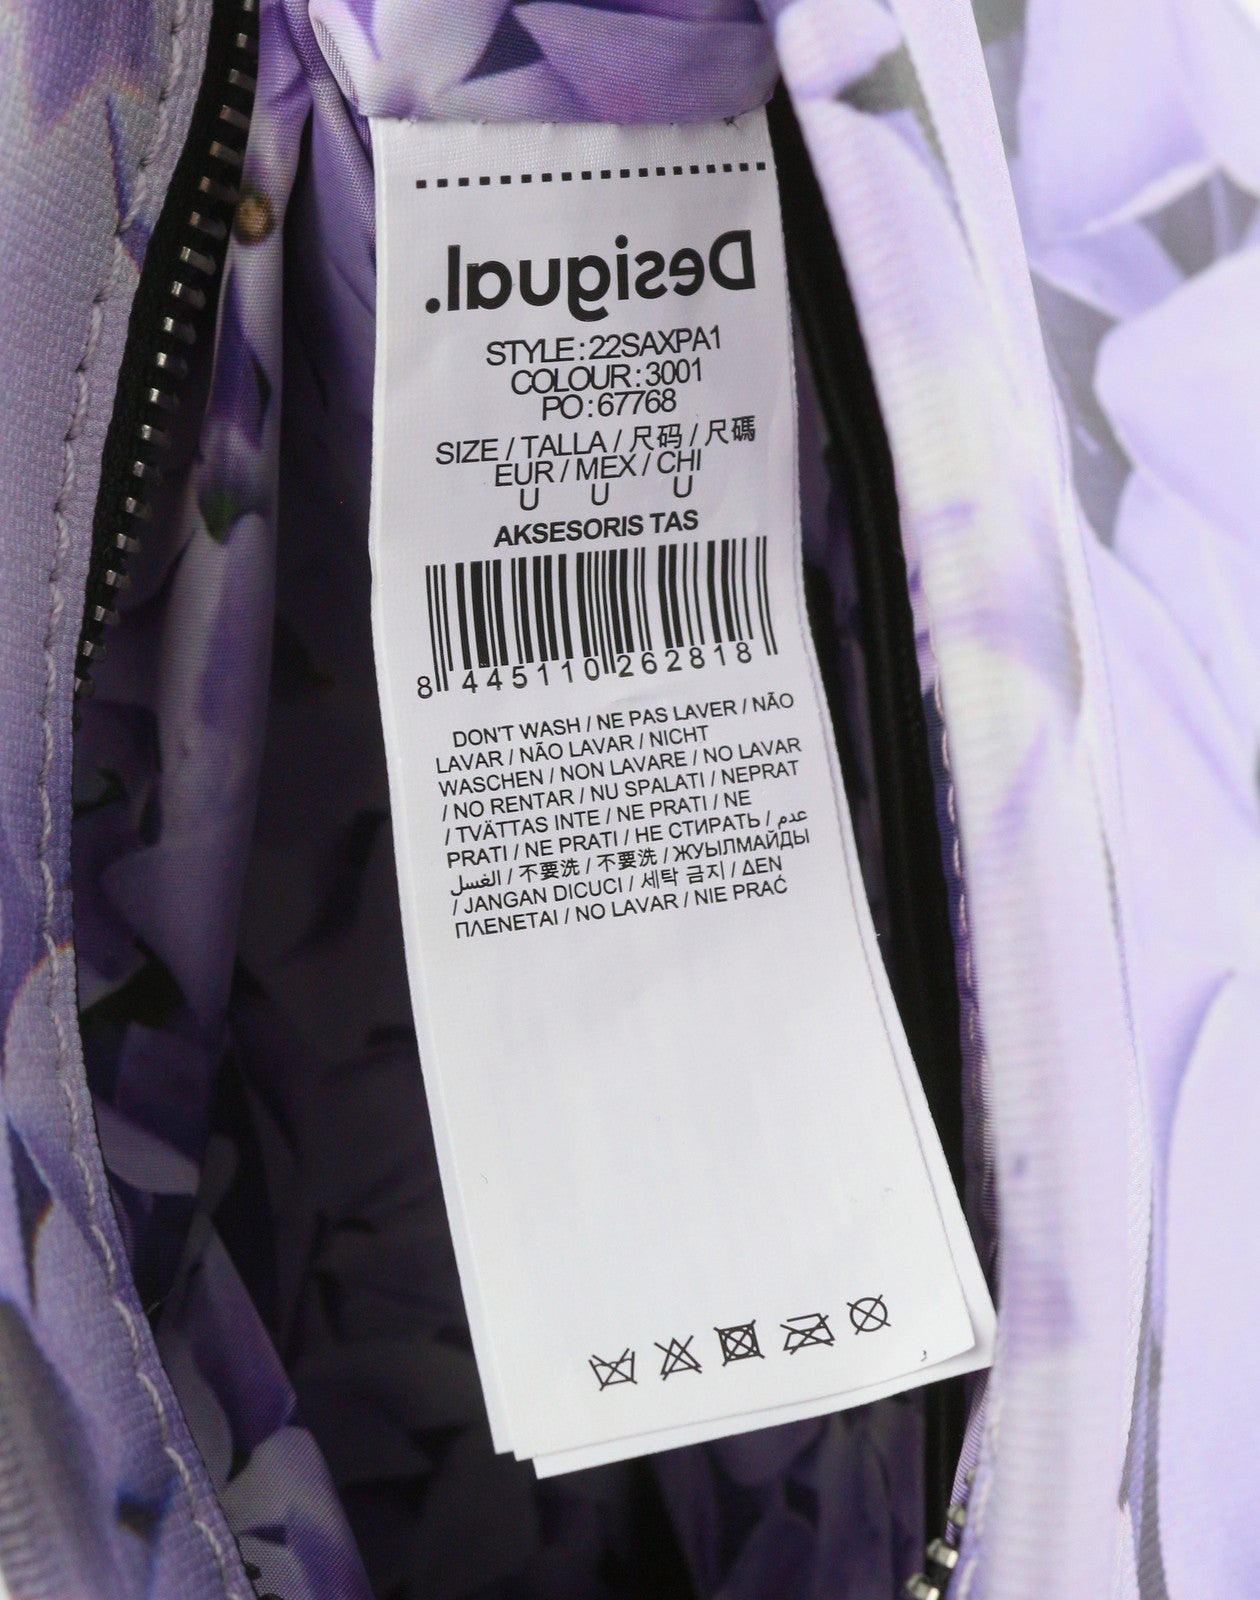 Desigual.
STYLE : 22SAXPA1
COLOUR : 3001
PO : 67768
SIZE / TALLA / 尺码 / 尺碼
EUR / MEX / CHI
U U U
AKSESORIS TAS
8 445110 262818
DON'T WASH / NE PAS LAVER / NÃO
LAVAR / NÃO LAVAR / NICHT
WASCHEN / NON LAVARE / NO LAVAR
/ NO RENTAR / NU SPALATI / NEPRAT
/ TVÄTTAS INTE / NE PRATI / NE
PRATI / NE PRATI / НЕ СТИРАТЬ / عدم
الغسل / 不要洗 / 不要洗 / ЖУЫЛМАЙДЫ
/ JANGAN DICUCI / 세탁 금지 / ΔΕΝ
ΠΛΕΝΕΤΑΙ / NO LAVAR / NIE PRAĆ